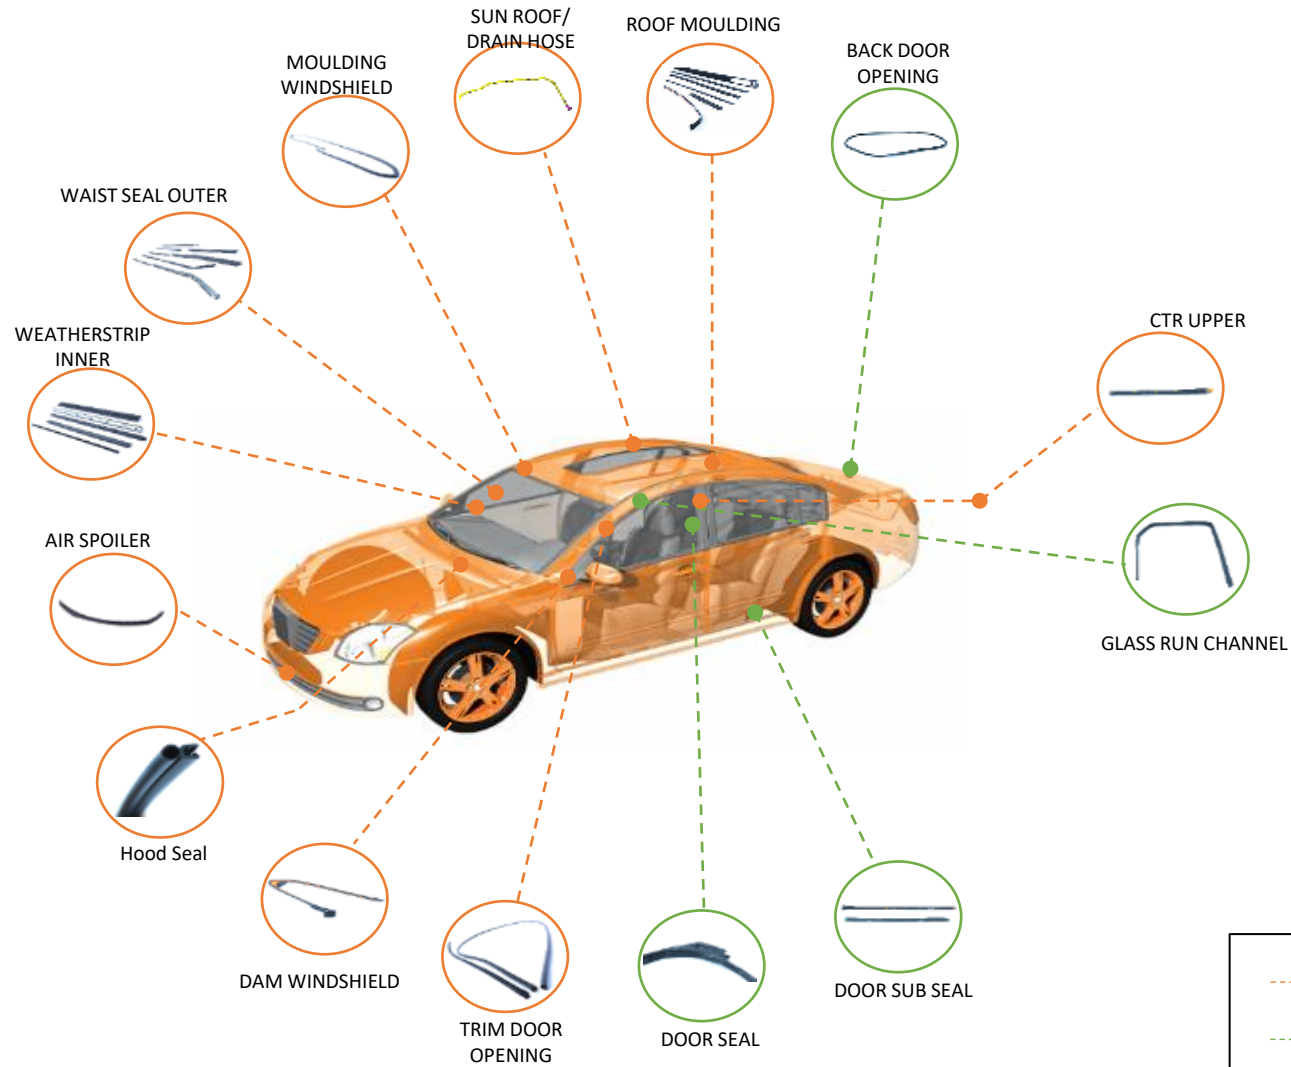 SUN ROOF/
DRAIN HOSE
ROOF MOULDING
BACK DOOR
OPENING
MOULDING
WINDSHIELD
WAIST SEAL OUTER
WEATHERSTRIP
INNER
CTR UPPER
AIR SPOILER
GLASS RUN CHANNEL
Hood Seal
DAM WINDSHIELD
TRIM DOOR
OPENING
DOOR SEAL
DOOR SUB SEAL